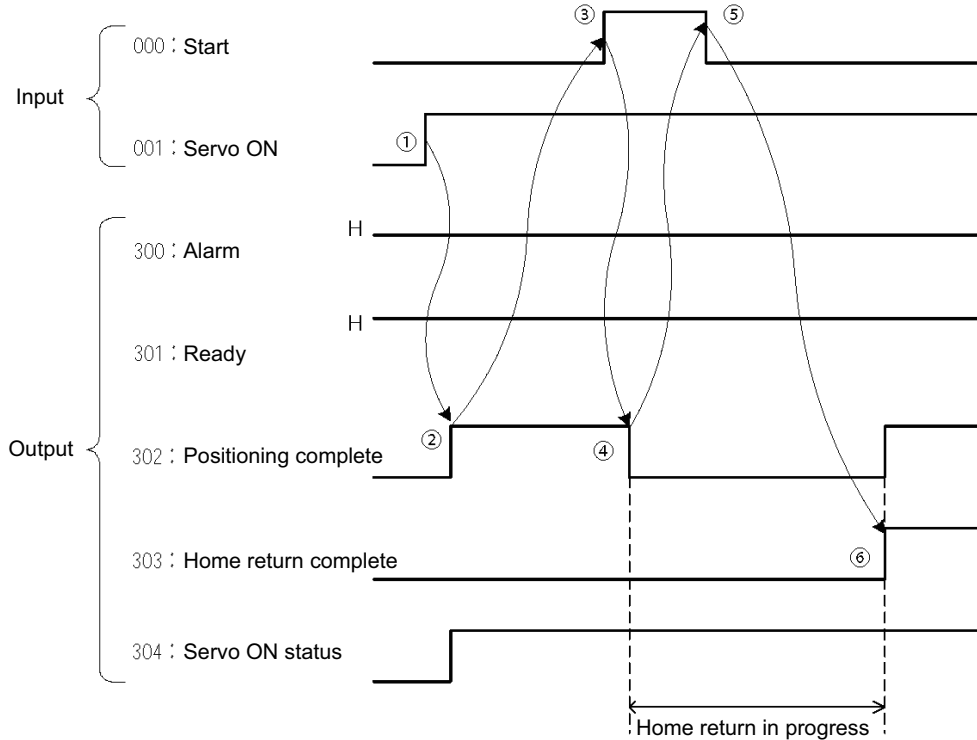 ③
⑤
000 : Start
Input
①
001 : Servo ON
H
300 : Alarm
H
301 : Ready
②
④
Output
302 : Positioning complete
303 : Home return complete
⑥
304 : Servo ON status
Home return in progress